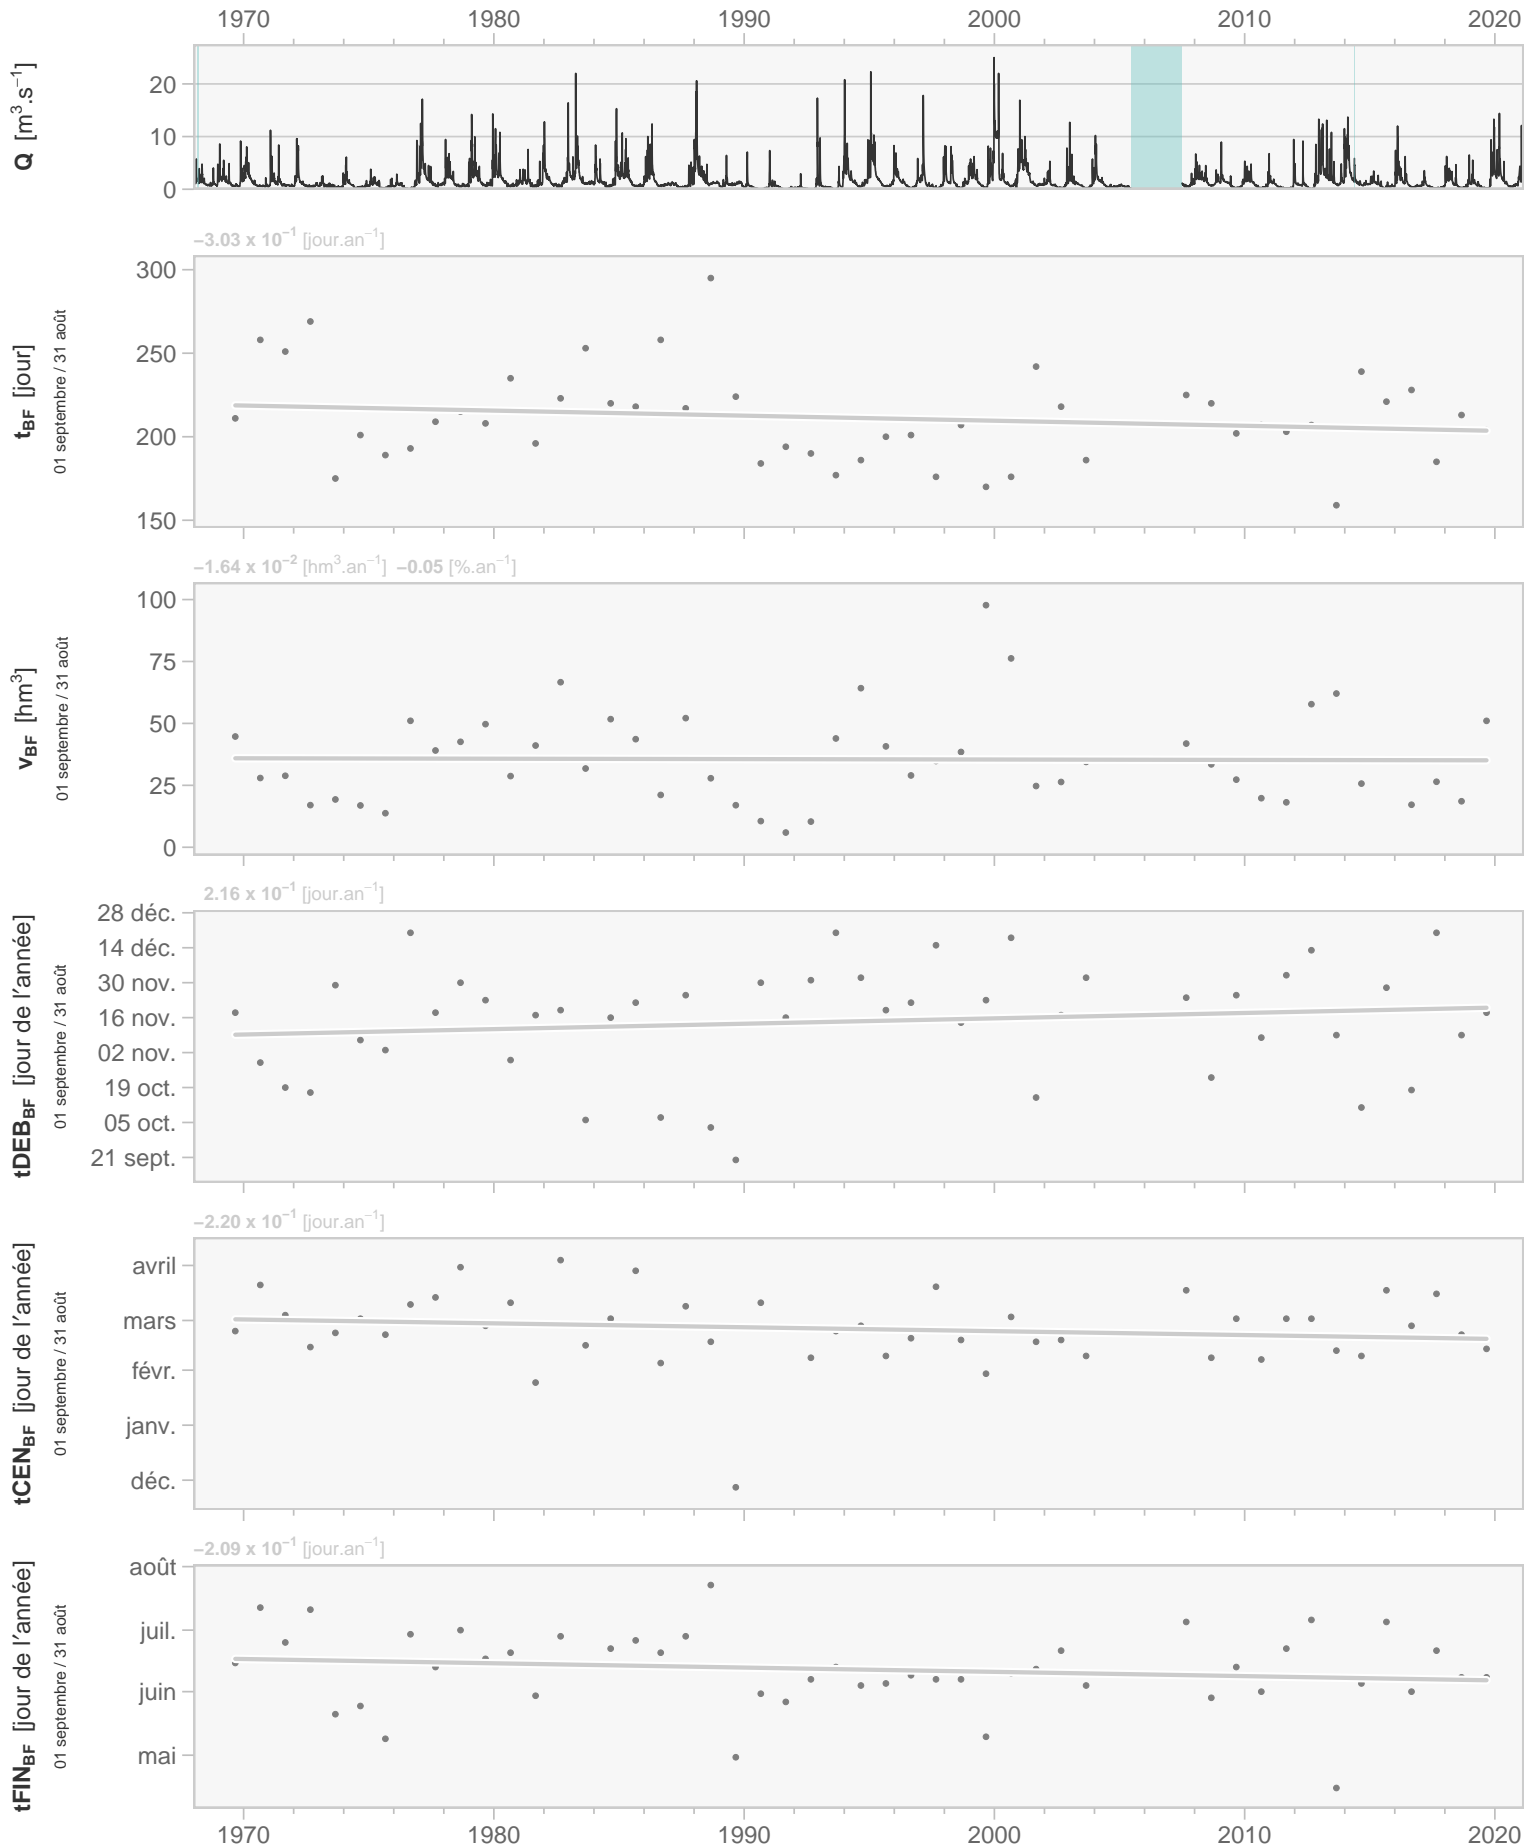 1970 1980 1990 2000 2010 2020
Q [m³.s⁻¹]
20
10
0
−3.03 x 10⁻¹ [jour.an⁻¹]
t_BF [jour]
01 septembre / 31 août
300
250
200
150
−1.64 x 10⁻² [hm³.an⁻¹] −0.05 [%.an⁻¹]
v_BF [hm³]
01 septembre / 31 août
100
75
50
25
0
2.16 x 10⁻¹ [jour.an⁻¹]
tDEB_BF [jour de l'année]
01 septembre / 31 août
28 déc.
14 déc.
30 nov.
16 nov.
02 nov.
19 oct.
05 oct.
21 sept.
−2.20 x 10⁻¹ [jour.an⁻¹]
tCEN_BF [jour de l'année]
01 septembre / 31 août
avril
mars
févr.
janv.
déc.
−2.09 x 10⁻¹ [jour.an⁻¹]
tFIN_BF [jour de l'année]
01 septembre / 31 août
août
juil.
juin
mai
1970 1980 1990 2000 2010 2020